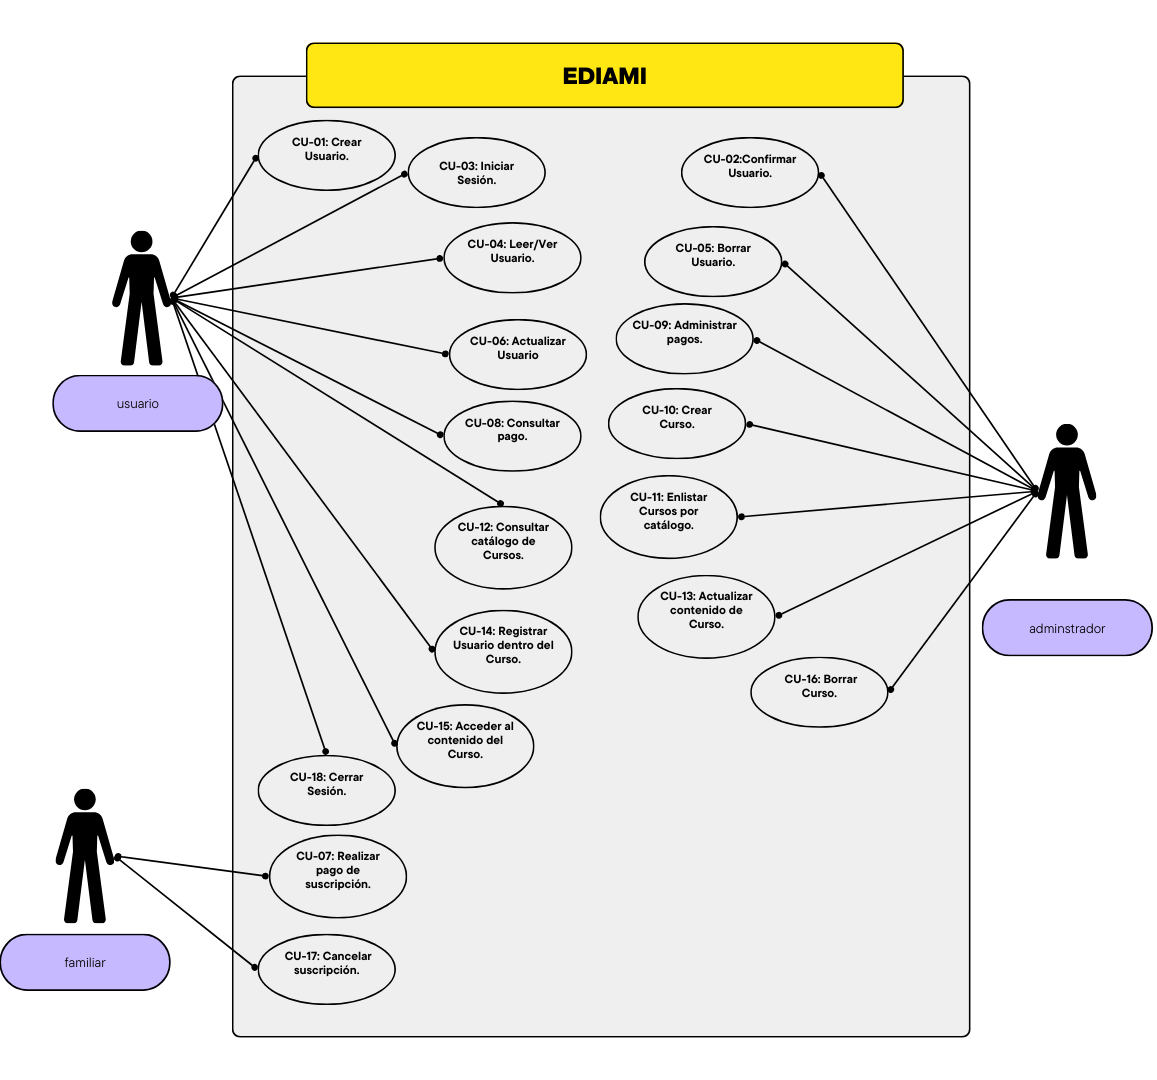 EDIAMI
CU-01: Crear
Usuario.
CU-03: Iniciar
Sesión.
CU-02:Confirmar
Usuario.
CU-04: Leer/Ver
Usuario.
CU-05: Borrar
Usuario.
CU-06: Actualizar
Usuario
CU-09: Administrar
pagos.
usuario
CU-08: Consultar
pago.
CU-10: Crear
Curso.
CU-12: Consultar
catálogo de
Cursos.
CU-11: Enlistar
Cursos por
catálogo.
CU-14: Registrar
Usuario dentro del
Curso.
CU-13: Actualizar
contenido de
Curso.
adminstrador
CU-16: Borrar
Curso.
CU-15: Acceder al
contenido del
Curso.
CU-18: Cerrar
Sesión.
CU-07: Realizar
pago de
suscripción.
familiar
CU-17: Cancelar
suscripción.